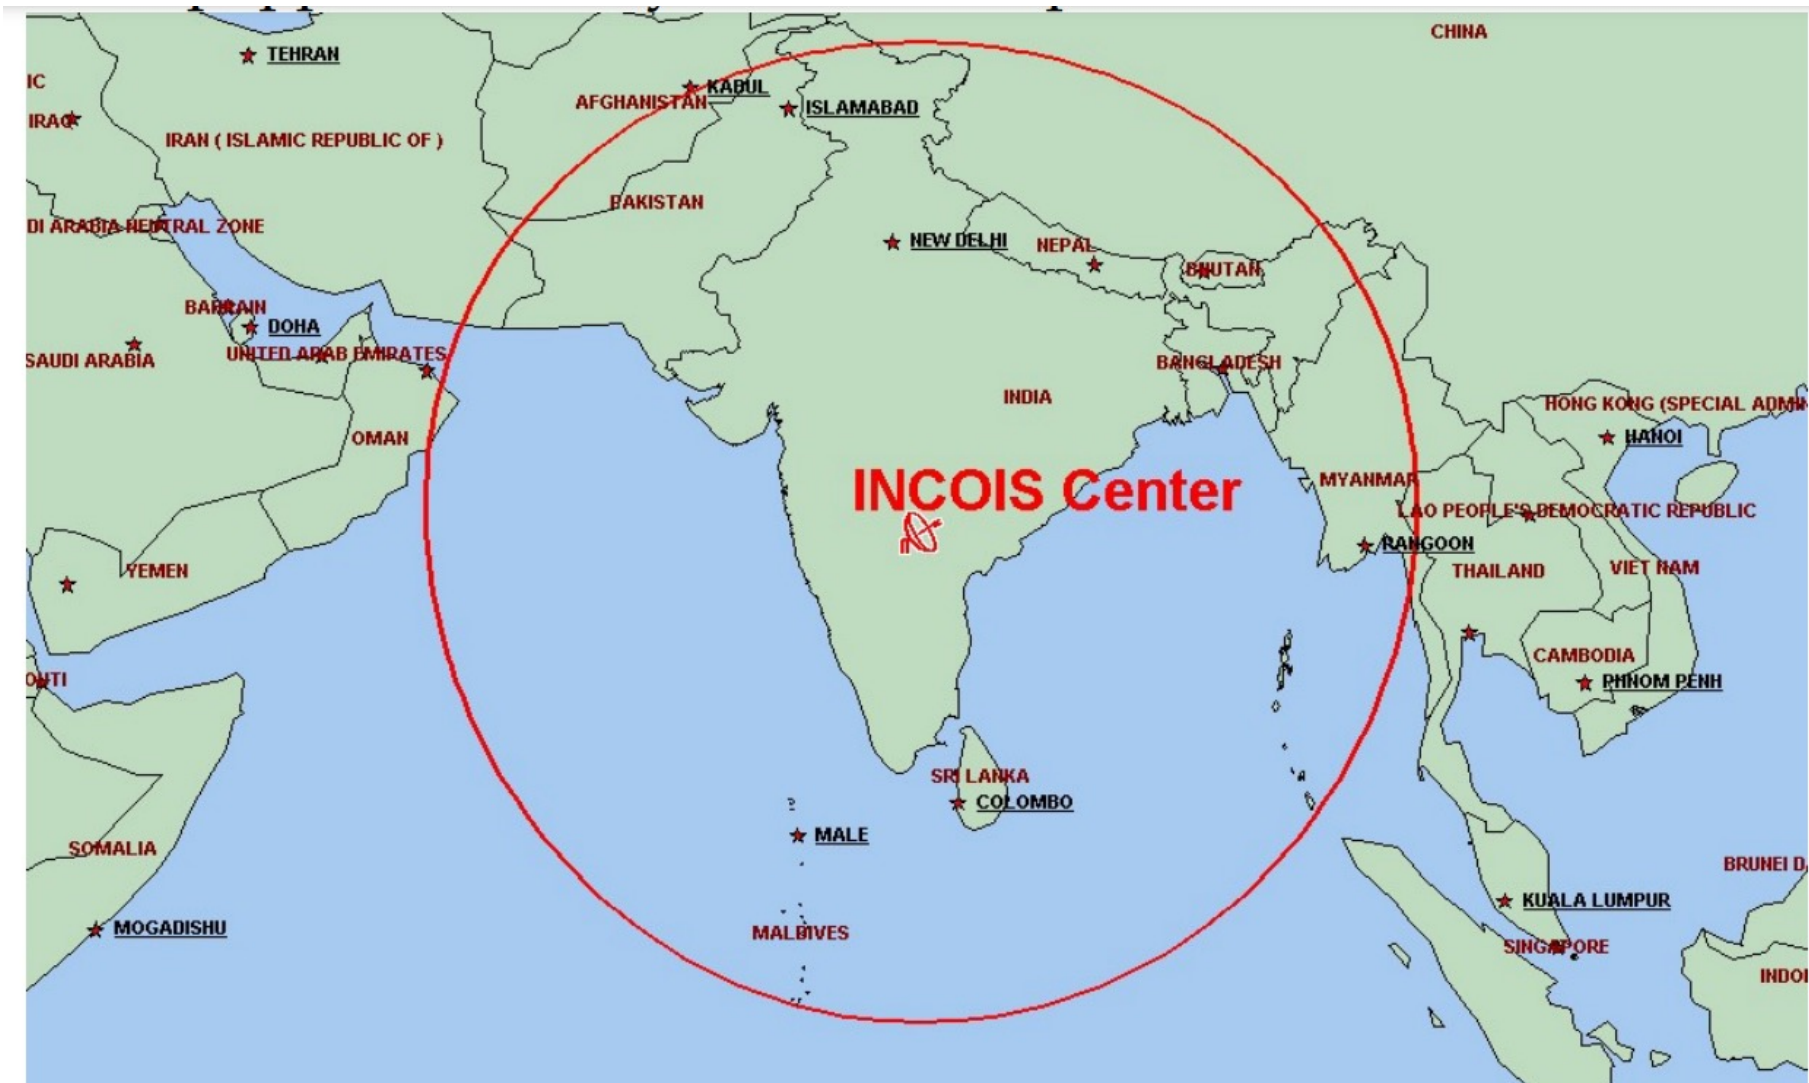 CHINA
TEHRAN
IC
KABUL
AFGHANISTAN
ISLAMABAD
IRAQ
IRAN ( ISLAMIC REPUBLIC OF )
PAKISTAN
DI ARABIA NEUTRAL ZONE
NEW DELHI
NEPAL
BHUTAN
BAHRAIN
DOHA
UNITED ARAB EMIRATES
SAUDI ARABIA
BANGLADESH
INDIA
HONG KONG (SPECIAL ADMIN
OMAN
HANOI
MYANMAR
INCOIS Center
LAO PEOPLE'S DEMOCRATIC REPUBLIC
RANGOON
YEMEN
THAILAND
VIET NAM
CAMBODIA
OUTI
PHNOM PENH
SRI LANKA
COLOMBO
MALE
SOMALIA
BRUNEI D
KUALA LUMPUR
MOGADISHU
MALDIVES
SINGAPORE
INDO